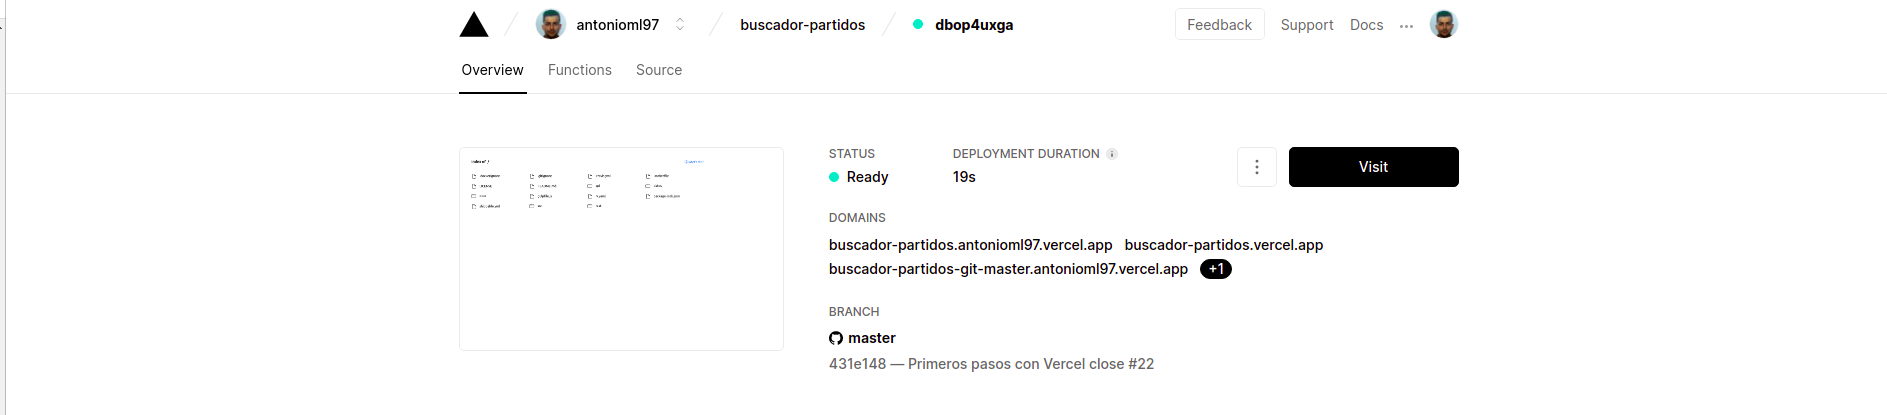 antonioml97 buscador-partidos dbop4uxga Feedback Support Docs ...
Overview Functions Source
STATUS DEPLOYMENT DURATION
Ready 19s Visit
DOMAINS
buscador-partidos.antonioml97.vercel.app buscador-partidos.vercel.app
buscador-partidos-git-master.antonioml97.vercel.app +1
BRANCH
master
431e148 — Primeros pasos con Vercel close #22
Index of /